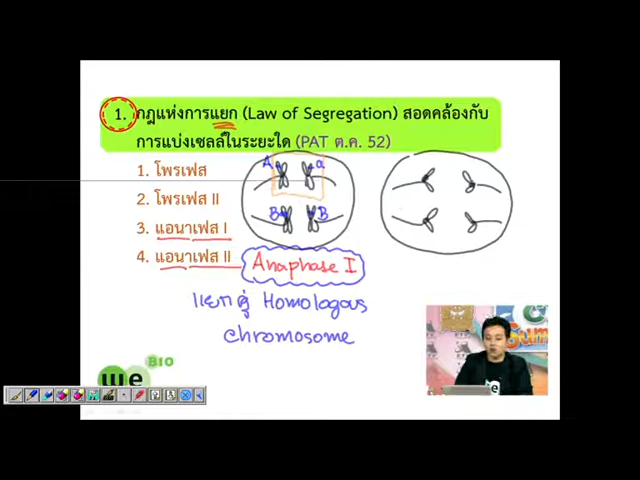 1. กฎแห่งการแยก (Law of Segregation) สอดคล้องกับ
การแบ่งเซลล์ในระยะใด (PAT ต.ค. 52)
1. โพรเฟส
2. โพรเฟส II
3. แอนาเฟส I
4. แอนาเฟส II
A a
B B
Anaphase I
แยกคู่ Homologous
chromosome
we BIO
we